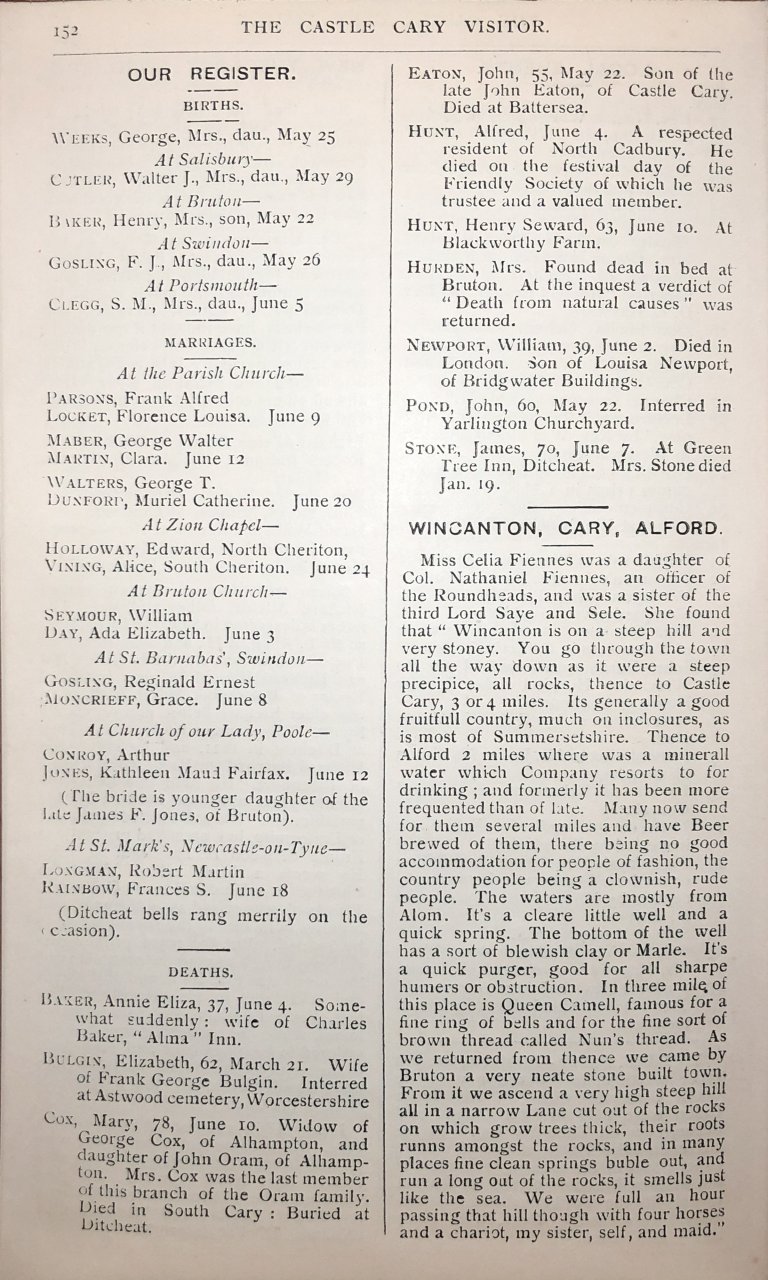 152
THE CASTLE CARY VISITOR.
OUR REGISTER.
BIRTHS.
WEEKS, George, Mrs., dau., May 25
At Salisbury—
CUTLER, Walter J., Mrs., dau., May 29
At Bruton—
BAKER, Henry, Mrs., son, May 22
At Swindon—
GOSLING, F. J., Mrs., dau., May 26
At Portsmouth—
CLEGG, S. M., Mrs., dau., June 5
MARRIAGES.
At the Parish Church—
PARSONS, Frank Alfred
LOCKET, Florence Louisa. June 9
MABER, George Walter
MARTIN, Clara. June 12
WALTERS, George T.
DUNFORD, Muriel Catherine. June 20
At Zion Chapel—
HOLLOWAY, Edward, North Cheriton,
VINING, Alice, South Cheriton. June 24
At Bruton Church—
SEYMOUR, William
DAY, Ada Elizabeth. June 3
At St. Barnabas', Swindon—
GOSLING, Reginald Ernest
MONCRIEFF, Grace. June 8
At Church of our Lady, Poole—
CONROY, Arthur
JONES, Kathleen Maud Fairfax. June 12
(The bride is younger daughter of the
late James F. Jones, of Bruton).
At St. Mark's, Newcastle-on-Tyne—
LONGMAN, Robert Martin
RAINBOW, Frances S. June 18
(Ditcheat bells rang merrily on the
occasion).
DEATHS.
BAKER, Annie Eliza, 37, June 4. Some-
what suddenly: wife of Charles
Baker, "Alma" Inn.
BULGIN, Elizabeth, 62, March 21. Wife
of Frank George Bulgin. Interred
at Astwood cemetery, Worcestershire
COX, Mary, 78, June 10. Widow of
George Cox, of Alhampton, and
daughter of John Oram, of Alhamp-
ton. Mrs. Cox was the last member
of this branch of the Oram family.
Died in South Cary: Buried at
Ditcheat.
EATON, John, 55, May 22. Son of the
late John Eaton, of Castle Cary.
Died at Battersea.
HUNT, Alfred, June 4. A respected
resident of North Cadbury. He
died on the festival day of the
Friendly Society of which he was
trustee and a valued member.
HUNT, Henry Seward, 63, June 10. At
Blackworthy Farm.
HURDEN, Mrs. Found dead in bed at
Bruton. At the inquest a verdict of
"Death from natural causes" was
returned.
NEWPORT, William, 39, June 2. Died in
London. Son of Louisa Newport,
of Bridgwater Buildings.
POND, John, 60, May 22. Interred in
Yarlington Churchyard.
STONE, James, 70, June 7. At Green
Tree Inn, Ditcheat. Mrs. Stone died
Jan. 19.
WINCANTON, CARY, ALFORD.
Miss Celia Fiennes was a daughter of
Col. Nathaniel Fiennes, an officer of
the Roundheads, and was a sister of the
third Lord Saye and Sele. She found
that "Wincanton is on a steep hill and
very stoney. You go through the town
all the way down as it were a steep
precipice, all rocks, thence to Castle
Cary, 3 or 4 miles. Its generally a good
fruitfull country, much on inclosures, as
is most of Summersetshire. Thence to
Alford 2 miles where was a minerall
water which Company resorts to for
drinking; and formerly it has been more
frequented than of late. Many now send
for them several miles and have Beer
brewed of them, there being no good
accommodation for people of fashion, the
country people being a clownish, rude
people. The waters are mostly from
Alom. It's a cleare little well and a
quick spring. The bottom of the well
has a sort of blewish clay or Marle. It's
a quick purger, good for all sharpe
humers or obstruction. In three mile of
this place is Queen Camell, famous for a
fine ring of bells and for the fine sort of
brown thread called Nun's thread. As
we returned from thence we came by
Bruton a very neate stone built town.
From it we ascend a very high steep hill
all in a narrow Lane cut out of the rocks
on which grow trees thick, their roots
runns amongst the rocks, and in many
places fine clean springs buble out, and
run a long out of the rocks, it smells just
like the sea. We were full an hour
passing that hill though with four horses
and a chariot, my sister, self, and maid."